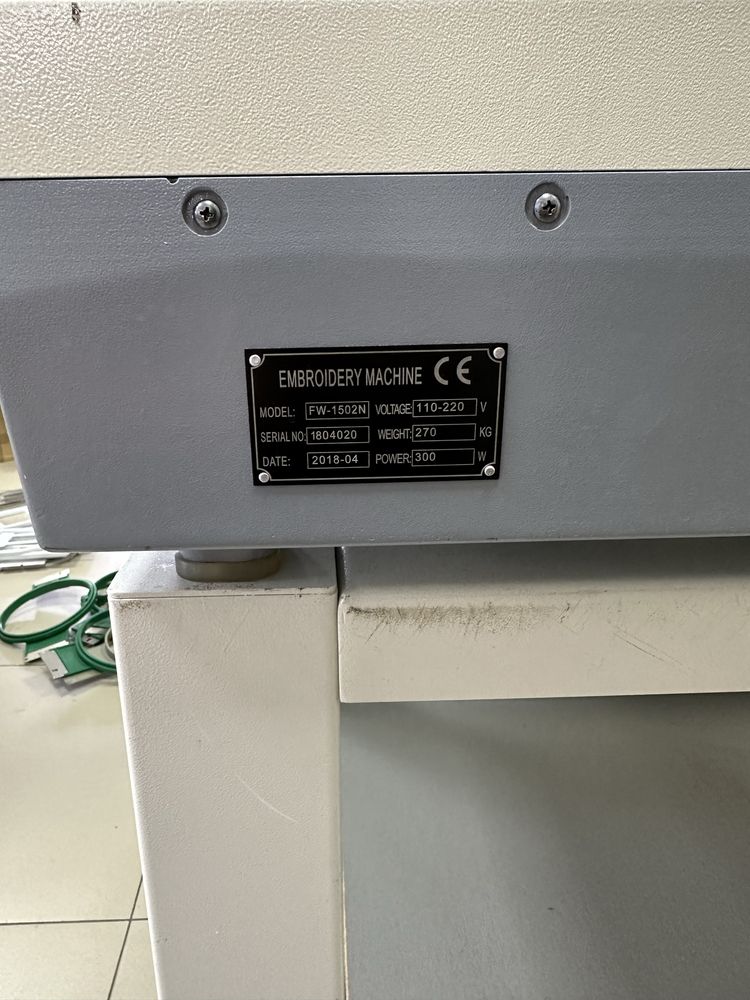 EMBROIDERY MACHINE CE
MODEL: FW-1502N VOLTAGE: 110-220 V
SERIAL NO: 1804020 WEIGHT: 270 KG
DATE: 2018-04 POWER: 300 W